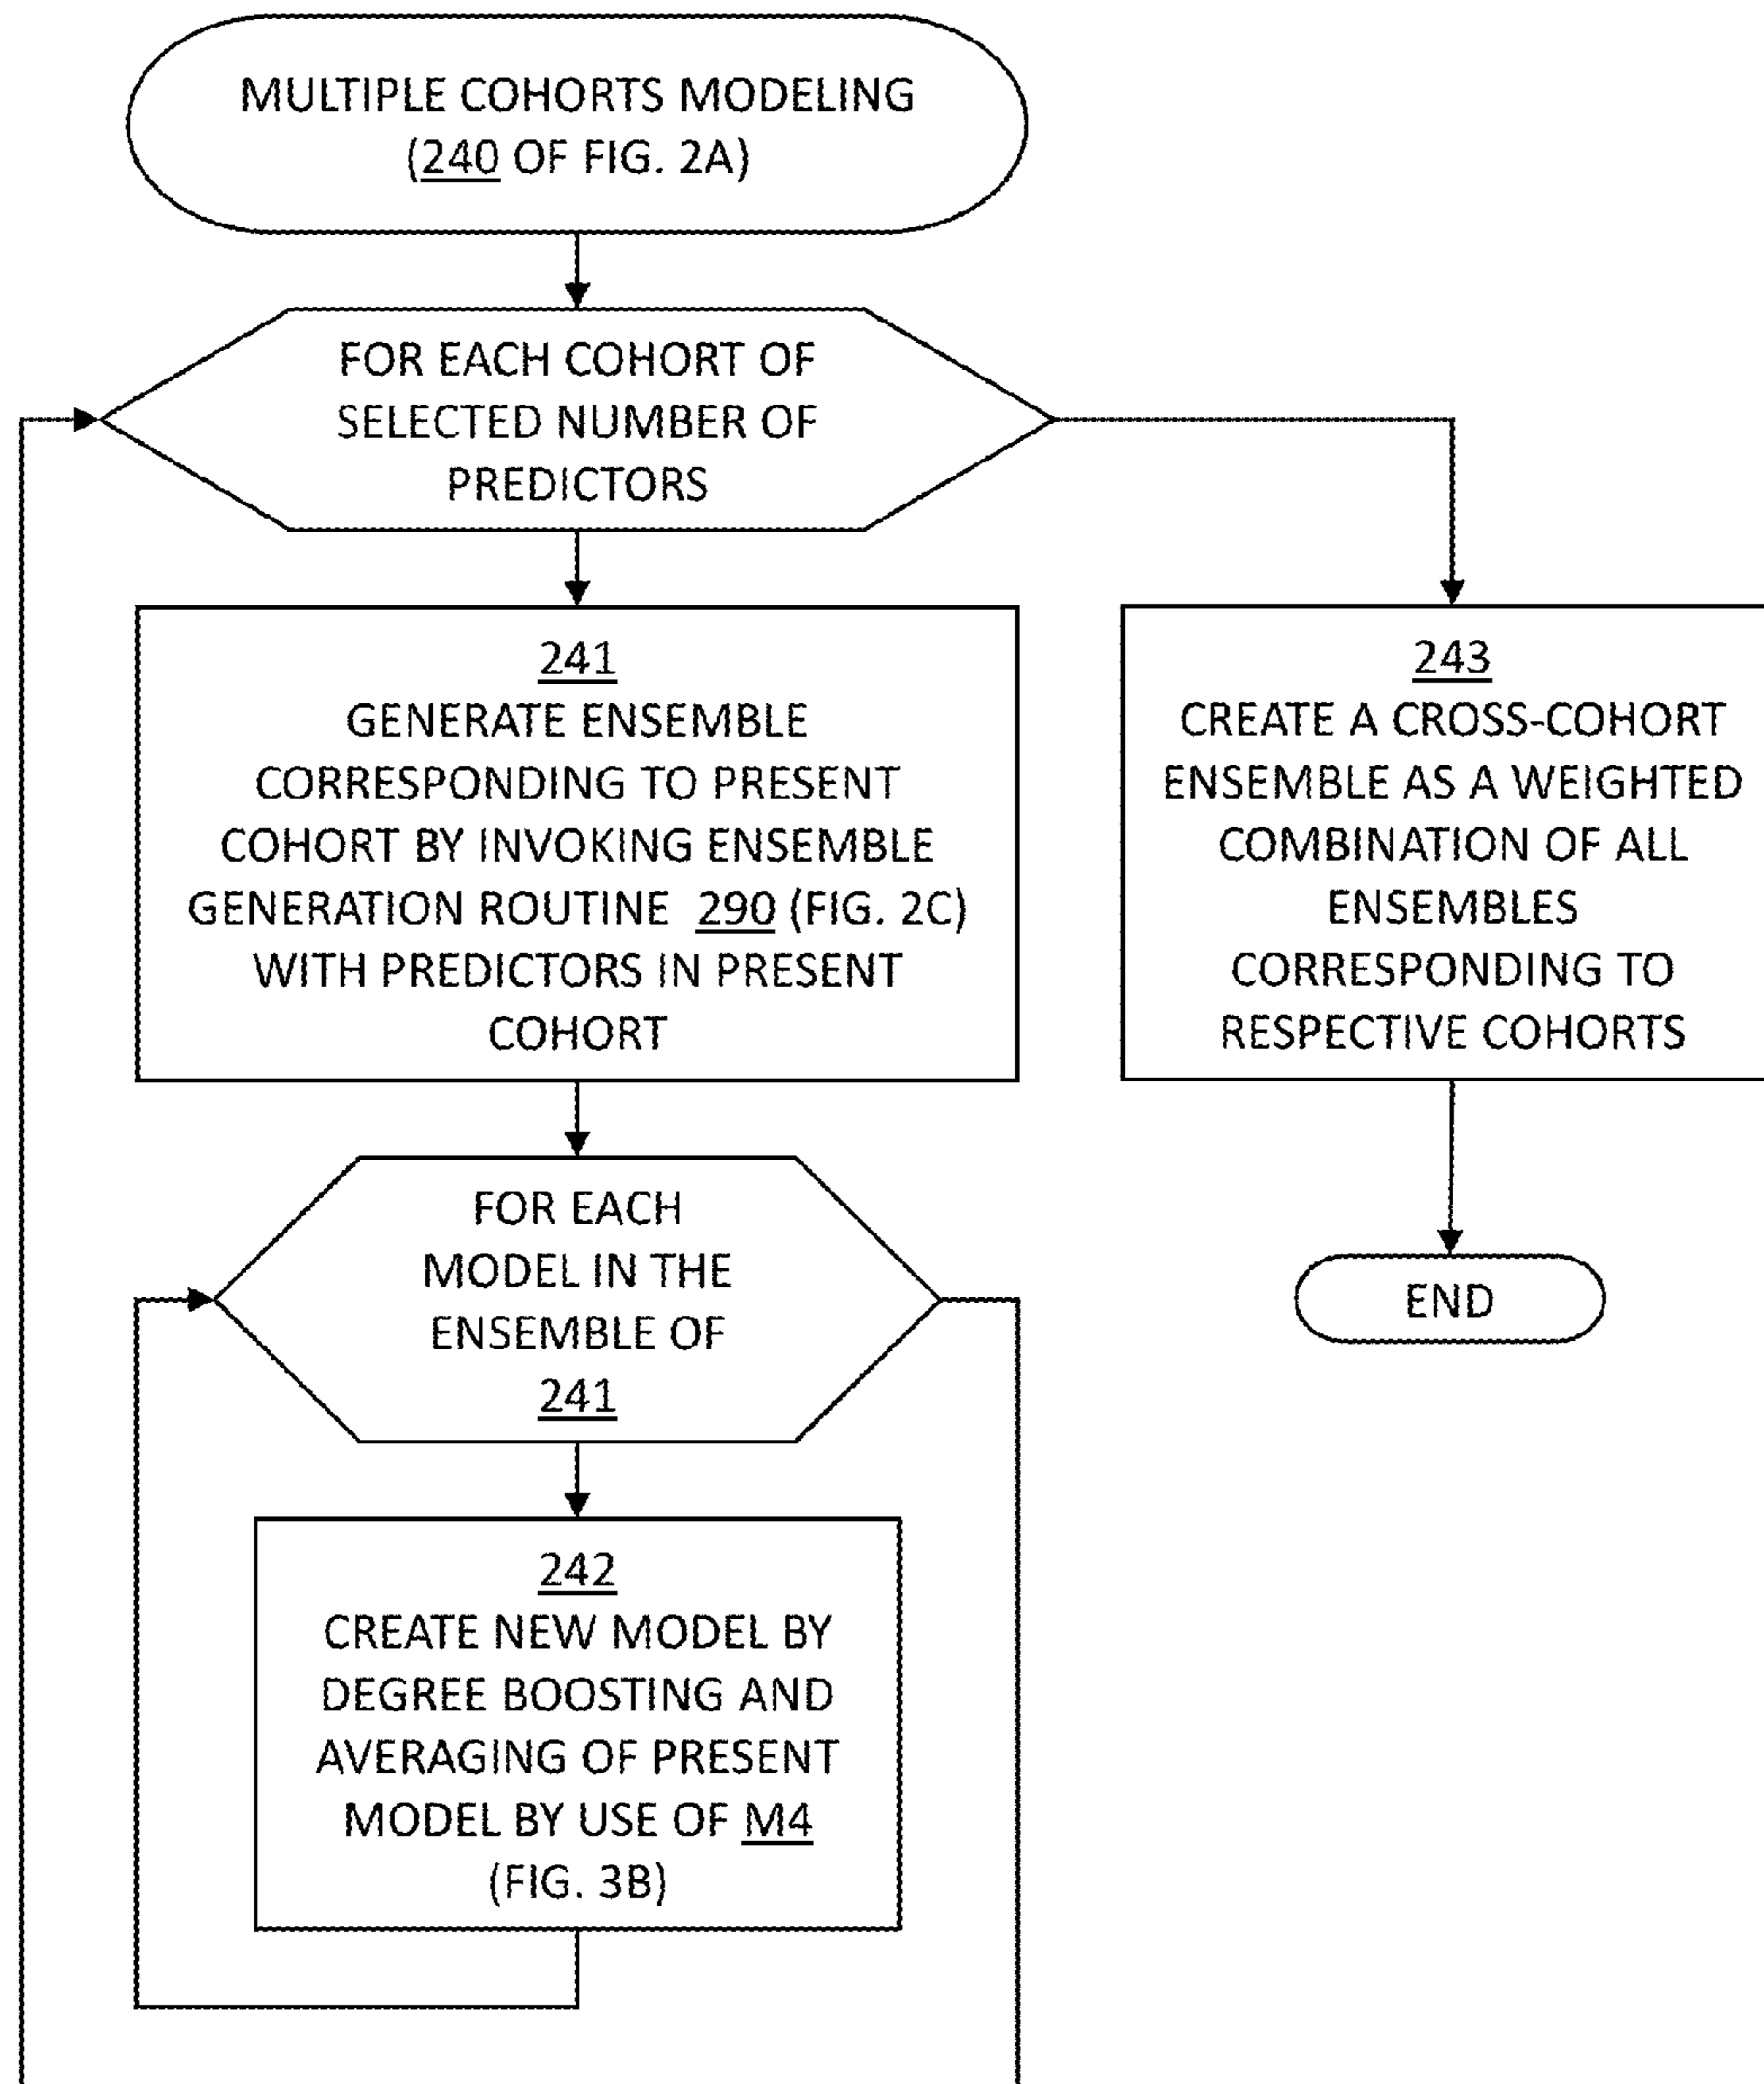 MULTIPLE COHORTS MODELING
(240 OF FIG. 2A)
FOR EACH COHORT OF
SELECTED NUMBER OF
PREDICTORS
241
GENERATE ENSEMBLE
CORRESPONDING TO PRESENT
COHORT BY INVOKING ENSEMBLE
GENERATION ROUTINE 290 (FIG. 2C)
WITH PREDICTORS IN PRESENT
COHORT
243
CREATE A CROSS-COHORT
ENSEMBLE AS A WEIGHTED
COMBINATION OF ALL
ENSEMBLES
CORRESPONDING TO
RESPECTIVE COHORTS
FOR EACH
MODEL IN THE
ENSEMBLE OF
241
END
242
CREATE NEW MODEL BY
DEGREE BOOSTING AND
AVERAGING OF PRESENT
MODEL BY USE OF M4
(FIG. 3B)